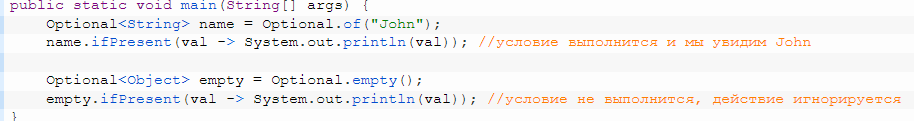 public static void main(String[] args) {
Optional<String> name = Optional.of("John");
name.ifPresent(val -> System.out.println(val)); //условие выполнится и мы увидим John
Optional<Object> empty = Optional.empty();
empty.ifPresent(val -> System.out.println(val)); //условие не выполнится, действие игнорируется
}